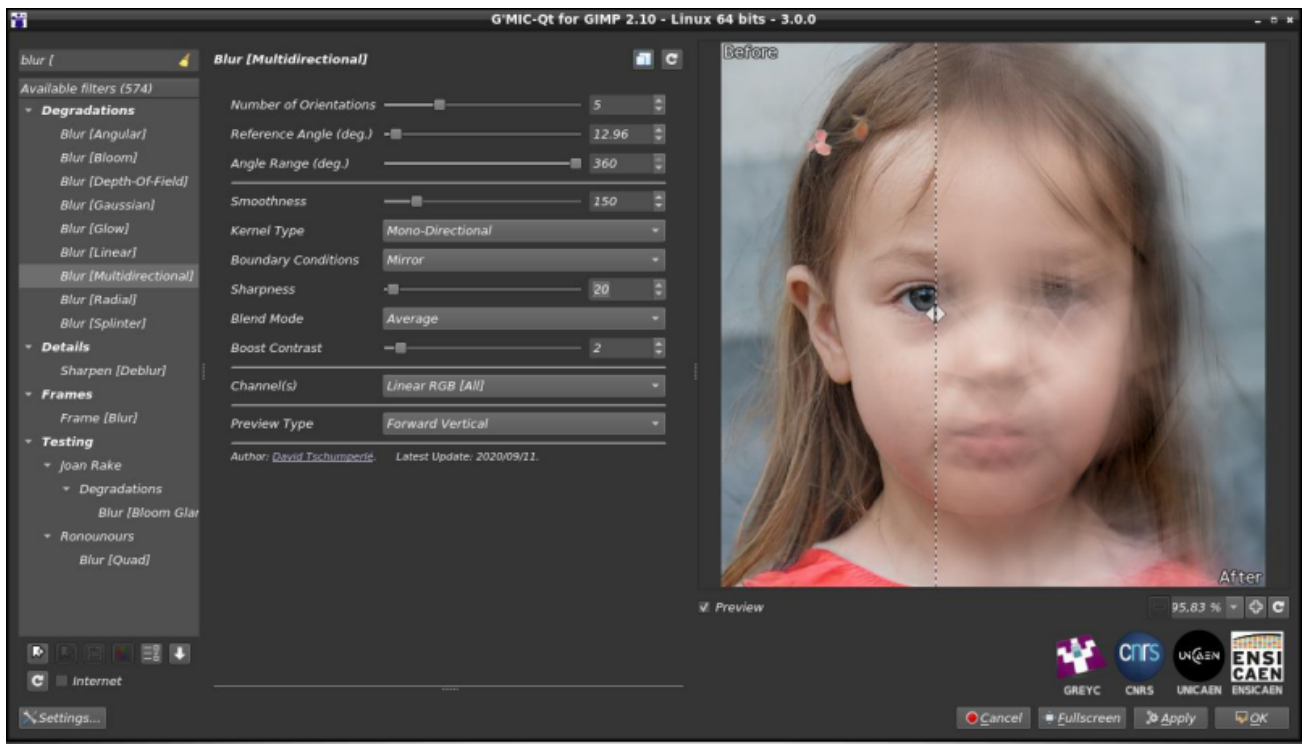 G'MIC-Qt for GIMP 2.10 - Linux 64 bits - 3.0.0
blur [
Available filters (574)
Degradations
Blur [Angular]
Blur [Bloom]
Blur [Depth-Of-Field]
Blur [Gaussian]
Blur [Glow]
Blur [Linear]
Blur [Multidirectional]
Blur [Radial]
Blur [Splinter]
Details
Sharpen [Deblur]
Frames
Frame [Blur]
Testing
Joan Rake
Degradations
Blur [Bloom Glar
Ronounours
Blur [Quad]
Internet
Settings...
Blur [Multidirectional]
Number of Orientations 5
Reference Angle (deg.) 12.96
Angle Range (deg.) 360
Smoothness 150
Kernel Type Mono-Directional
Boundary Conditions Mirror
Sharpness 20
Blend Mode Average
Boost Contrast 2
Channel(s) Linear RGB [All]
Preview Type Forward Vertical
Author: David Tschumperlé. Latest Update: 2020/09/11.
Before
After
Preview 95.83 %
cnrs UNICAEN ENSI
CAEN
GREYC CNRS UNICAEN ENSICAEN
Cancel Fullscreen Apply OK